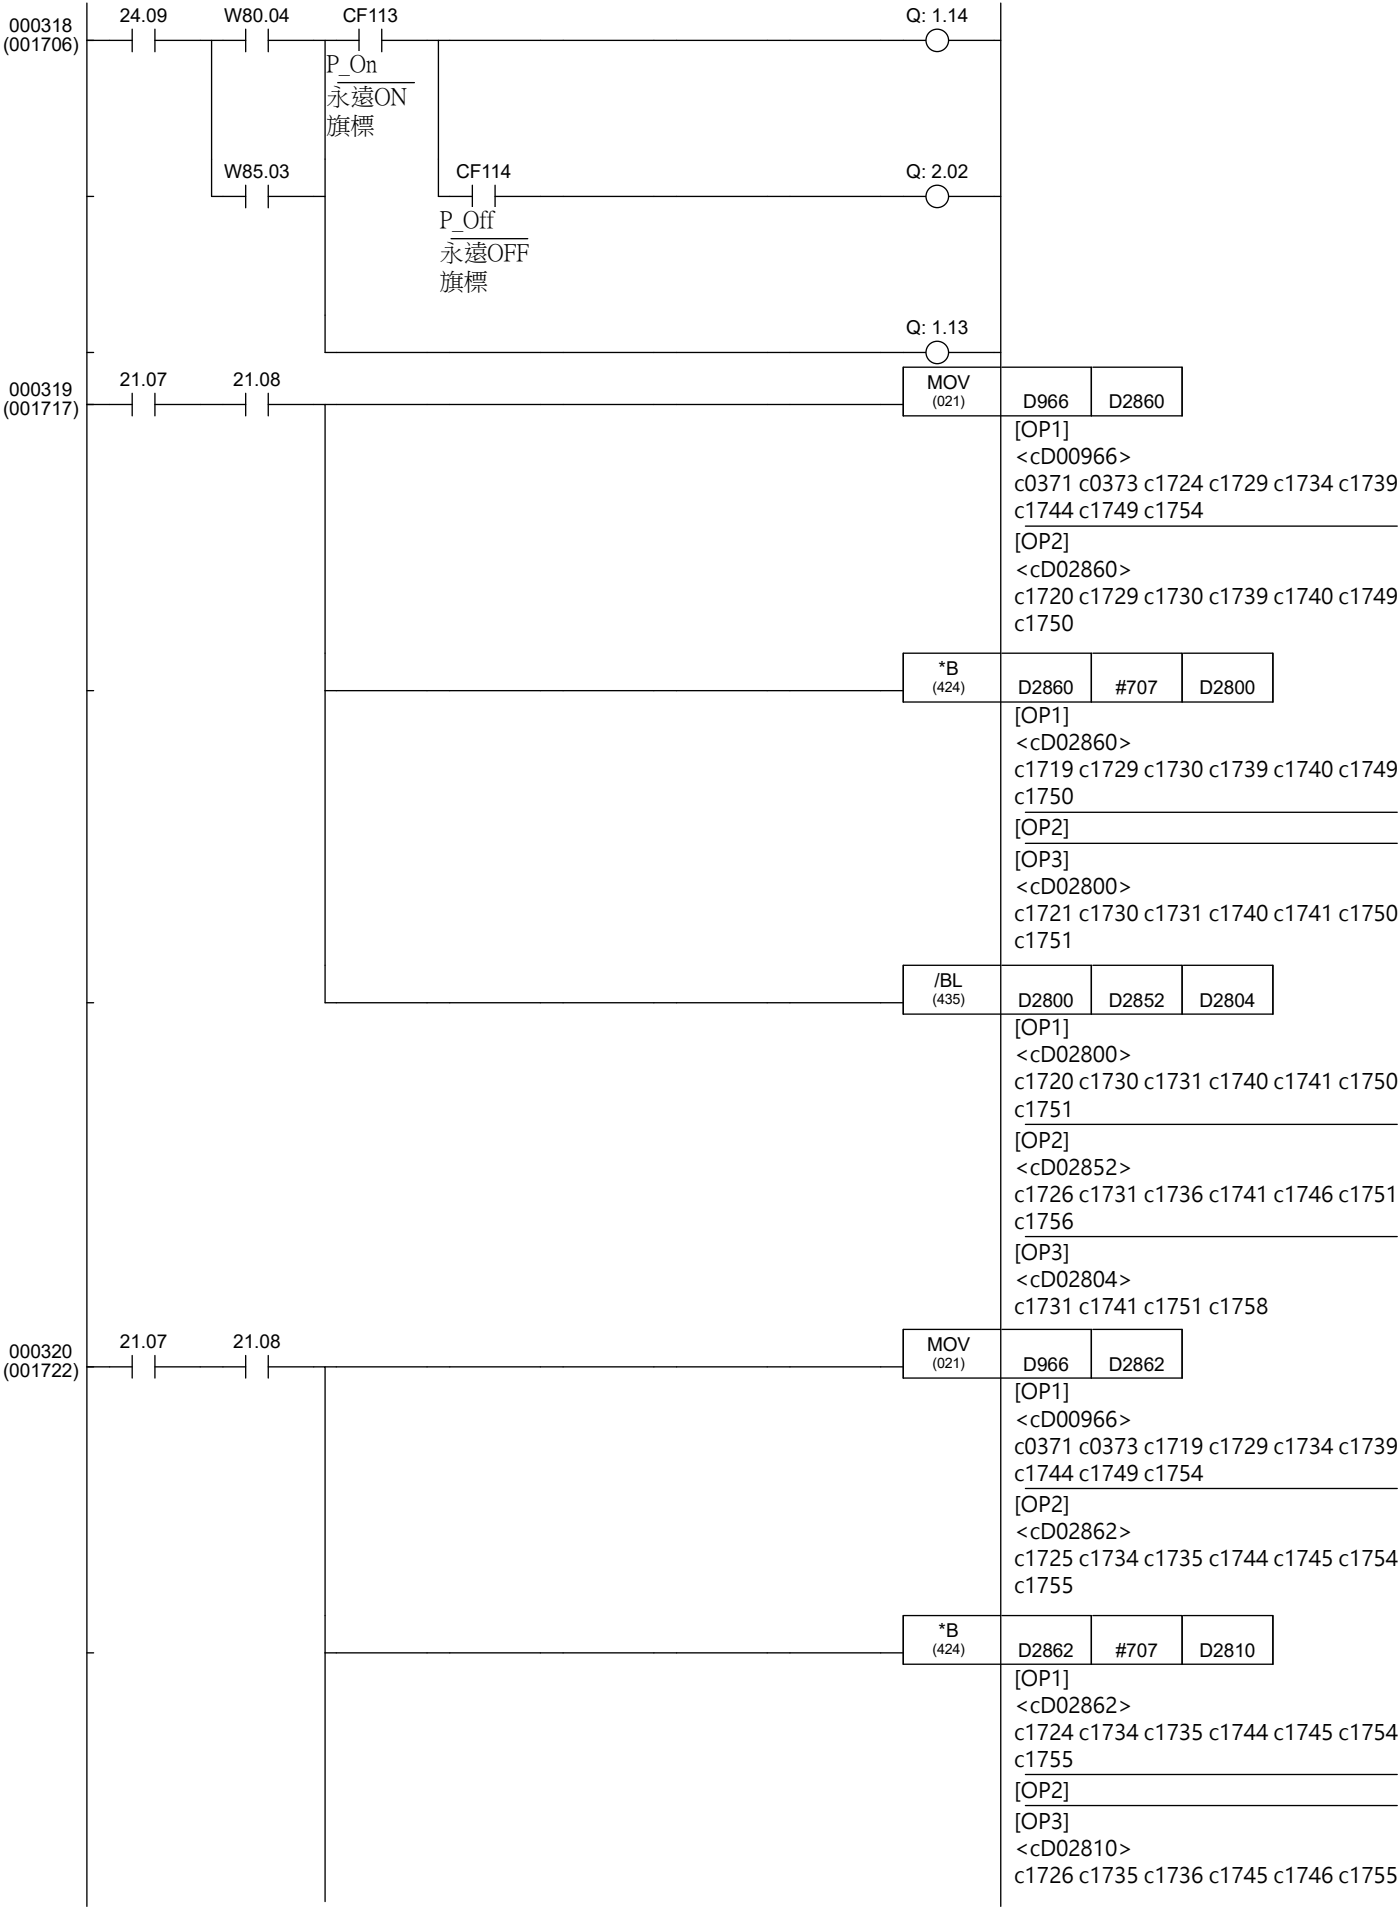 000318
(001706)
24.09 W80.04 CF113 Q: 1.14
P_On
永遠ON
旗標
W85.03 CF114 Q: 2.02
P_Off
永遠OFF
旗標
Q: 1.13
000319
(001717)
21.07 21.08 MOV
(021) D966 D2860
[OP1]
<cD00966>
c0371 c0373 c1724 c1729 c1734 c1739
c1744 c1749 c1754
[OP2]
<cD02860>
c1720 c1729 c1730 c1739 c1740 c1749
c1750
*B
(424) D2860 #707 D2800
[OP1]
<cD02860>
c1719 c1729 c1730 c1739 c1740 c1749
c1750
[OP2]
[OP3]
<cD02800>
c1721 c1730 c1731 c1740 c1741 c1750
c1751
/BL
(435) D2800 D2852 D2804
[OP1]
<cD02800>
c1720 c1730 c1731 c1740 c1741 c1750
c1751
[OP2]
<cD02852>
c1726 c1731 c1736 c1741 c1746 c1751
c1756
[OP3]
<cD02804>
c1731 c1741 c1751 c1758
000320
(001722)
21.07 21.08 MOV
(021) D966 D2862
[OP1]
<cD00966>
c0371 c0373 c1719 c1729 c1734 c1739
c1744 c1749 c1754
[OP2]
<cD02862>
c1725 c1734 c1735 c1744 c1745 c1754
c1755
*B
(424) D2862 #707 D2810
[OP1]
<cD02862>
c1724 c1734 c1735 c1744 c1745 c1754
c1755
[OP2]
[OP3]
<cD02810>
c1726 c1735 c1736 c1745 c1746 c1755